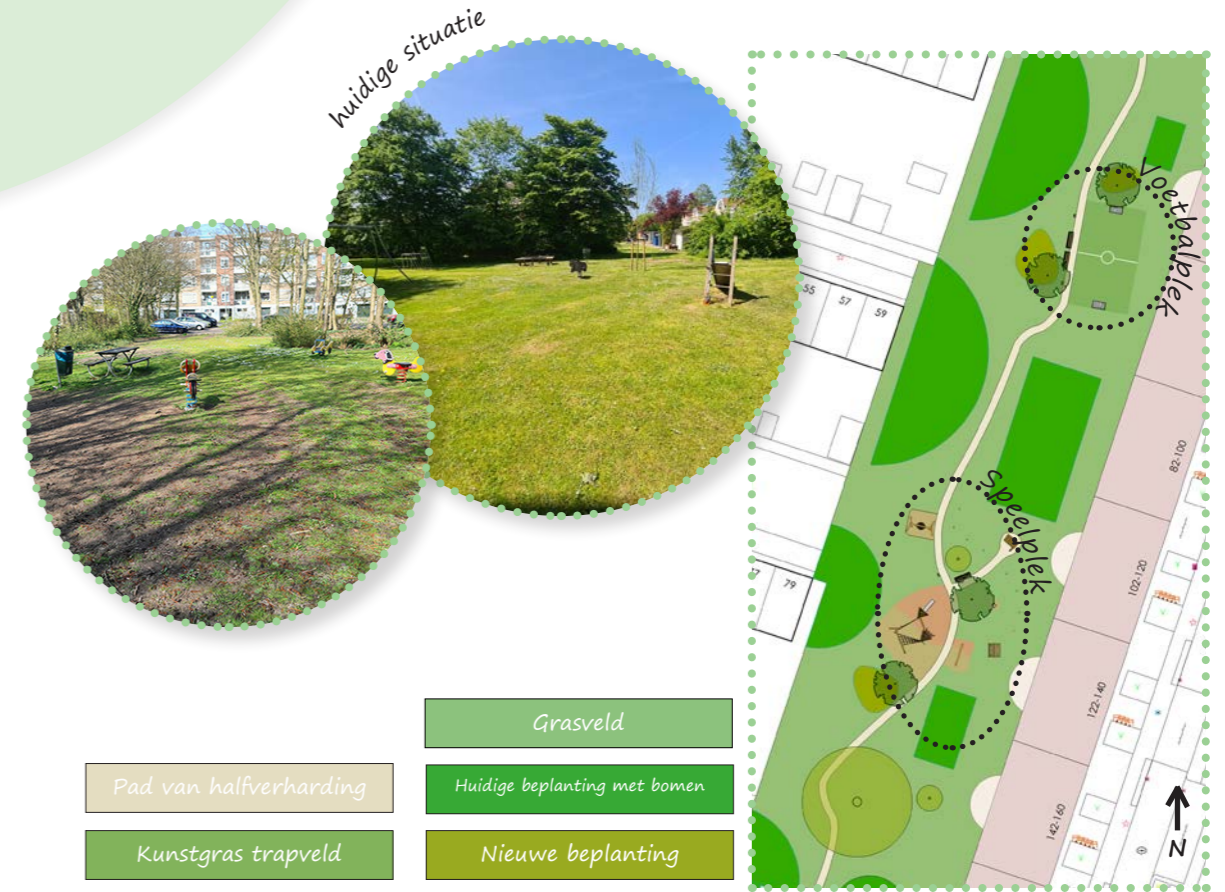 huidige situatie
Voetbalplek
55
57
59
82-100
Speelplek
102-120
79
122-140
142-160
N
Grasveld
Pad van halfverharding
Huidige beplanting met bomen
Kunstgras trapveld
Nieuwe beplanting